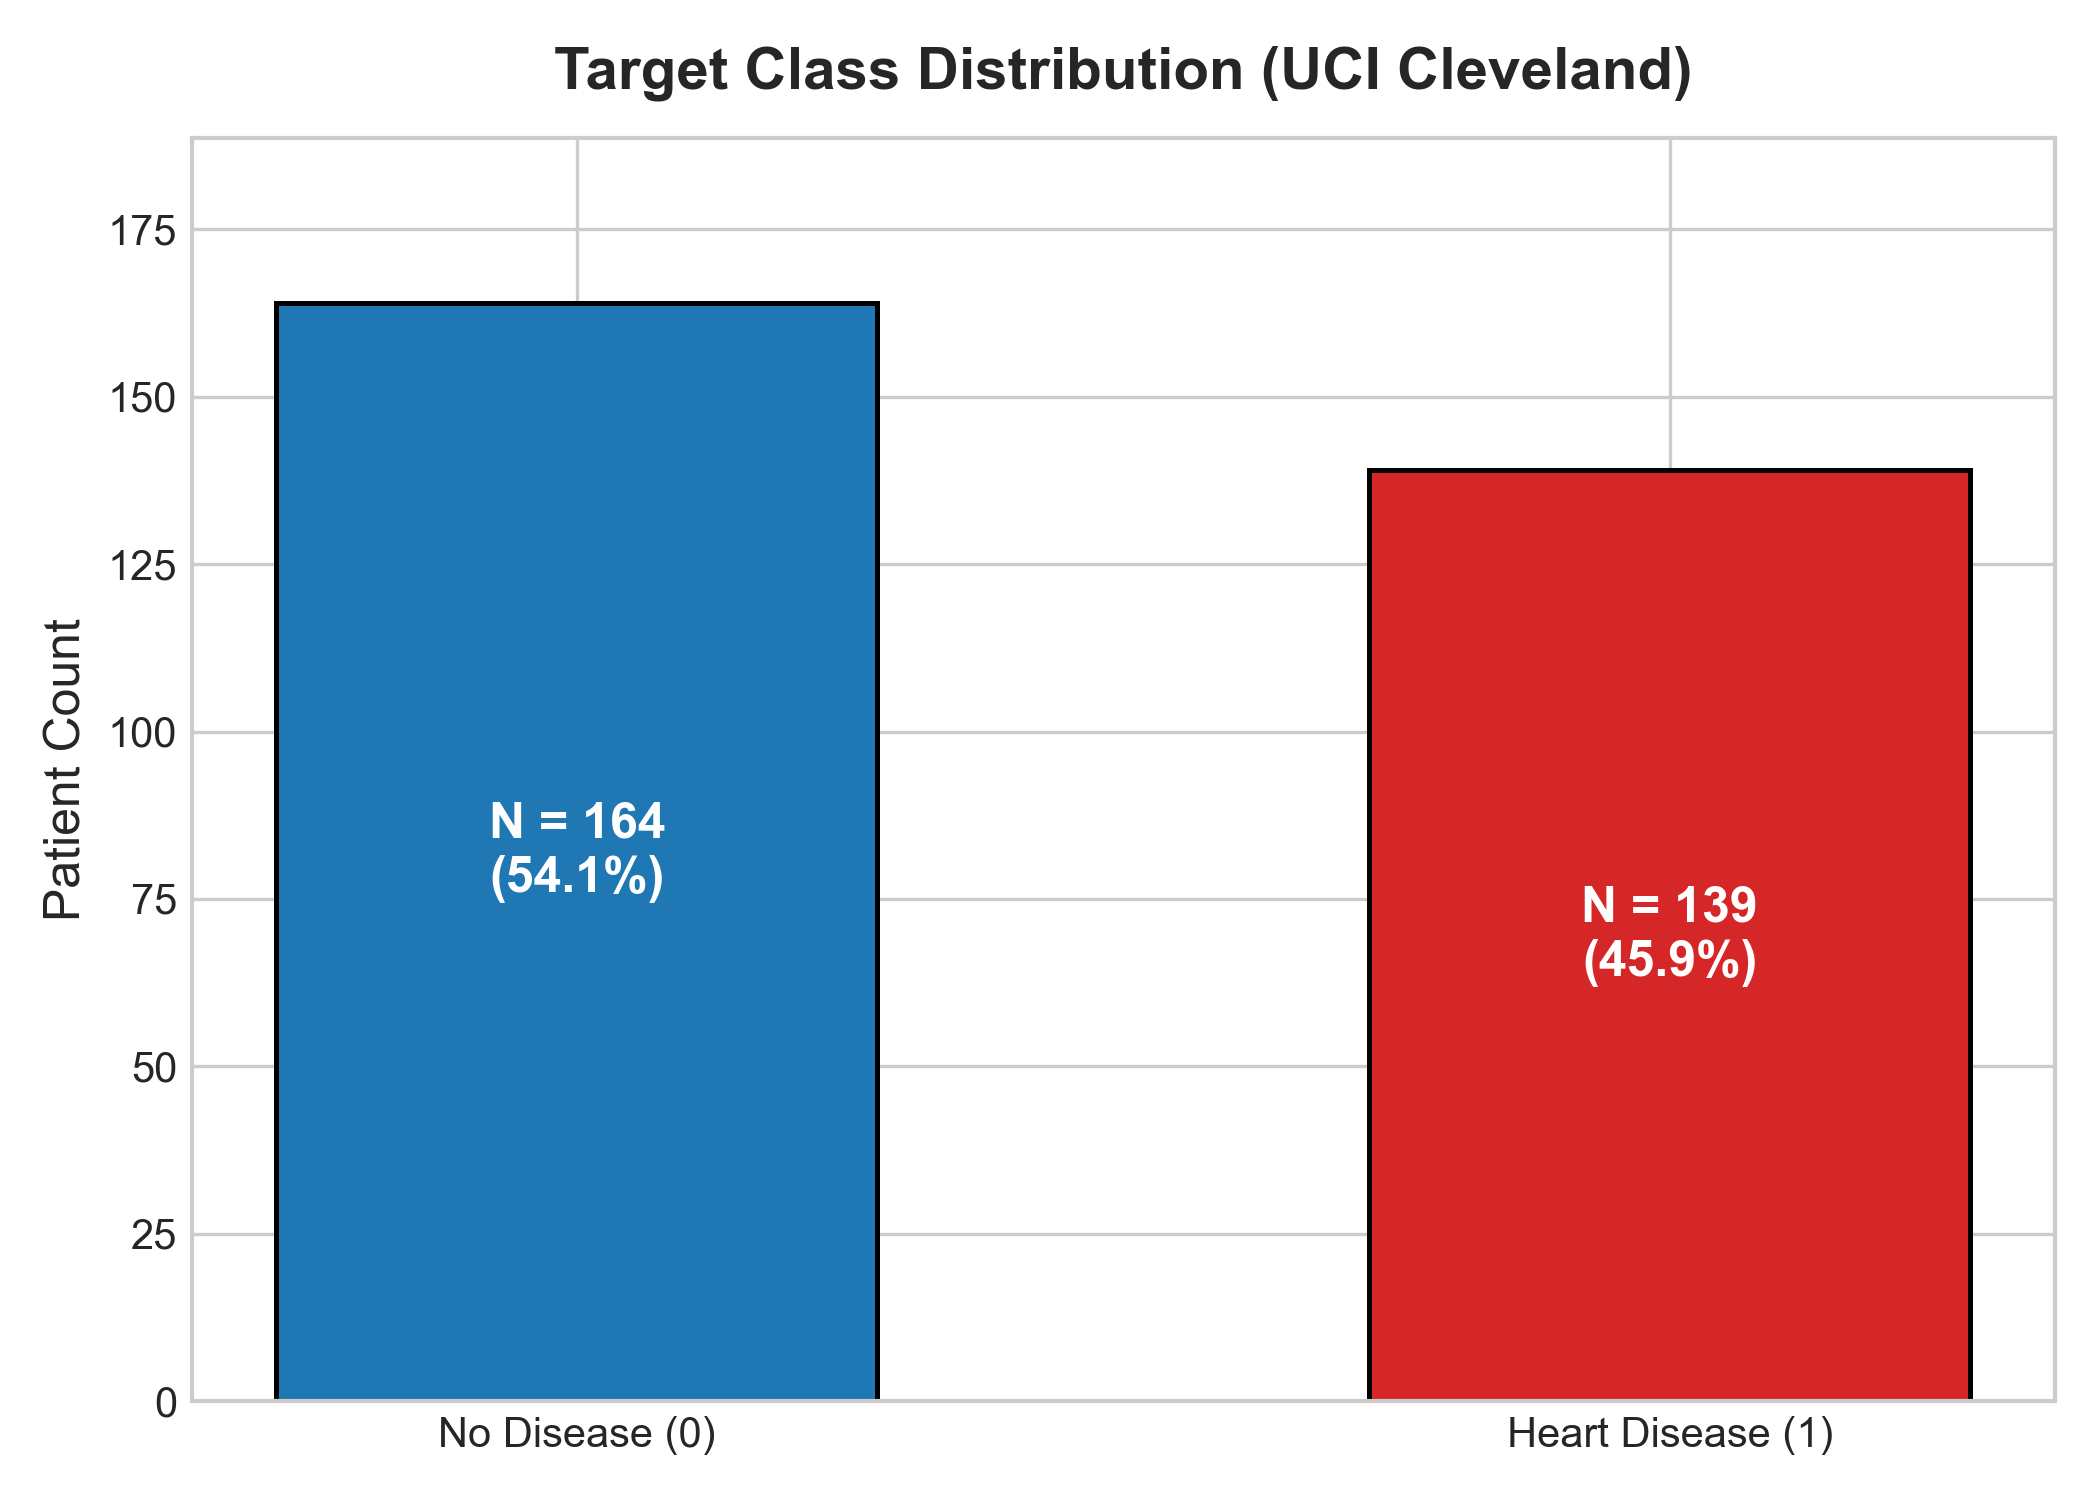 Target Class Distribution (UCI Cleveland)
Patient Count
175
150
125
100
75
50
25
0
N = 164
(54.1%)
N = 139
(45.9%)
No Disease (0)
Heart Disease (1)